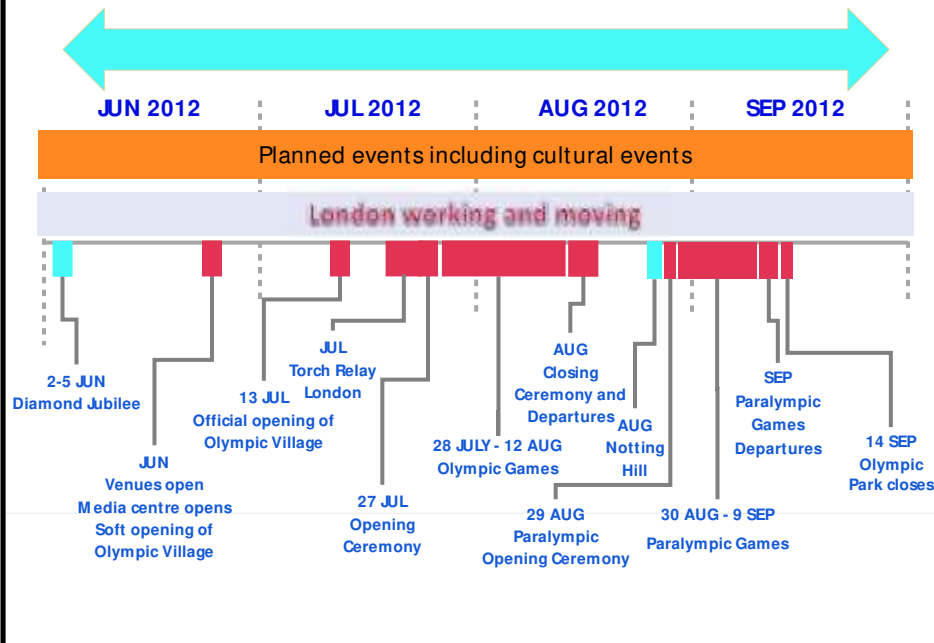 JUN 2012
JUL 2012
AUG 2012
SEP 2012
Planned events including cultural events
London working and moving
2-5 JUN
Diamond Jubilee
JUN
Venues open
Media centre opens
Soft opening of
Olympic Village
13 JUL
Official opening of
Olympic Village
JUL
Torch Relay
London
27 JUL
Opening
Ceremony
28 JULY - 12 AUG
Olympic Games
AUG
Closing
Ceremony and
Departures
AUG
Notting
Hill
29 AUG
Paralympic
Opening Ceremony
30 AUG - 9 SEP
Paralympic Games
SEP
Paralympic
Games
Departures
14 SEP
Olympic
Park closes